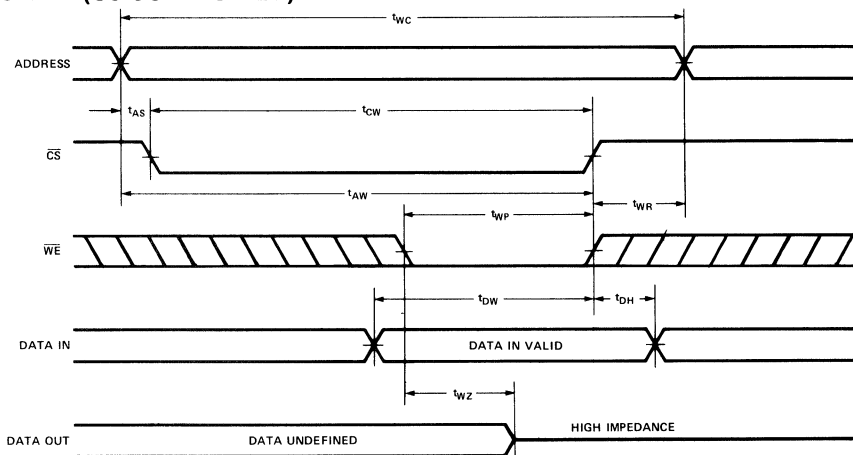 tWC
ADDRESS
tAS
tCW
CS
tAW
tWR
tWP
WE
tDW
tDH
DATA IN
DATA IN VALID
tWZ
HIGH IMPEDANCE
DATA OUT
DATA UNDEFINED